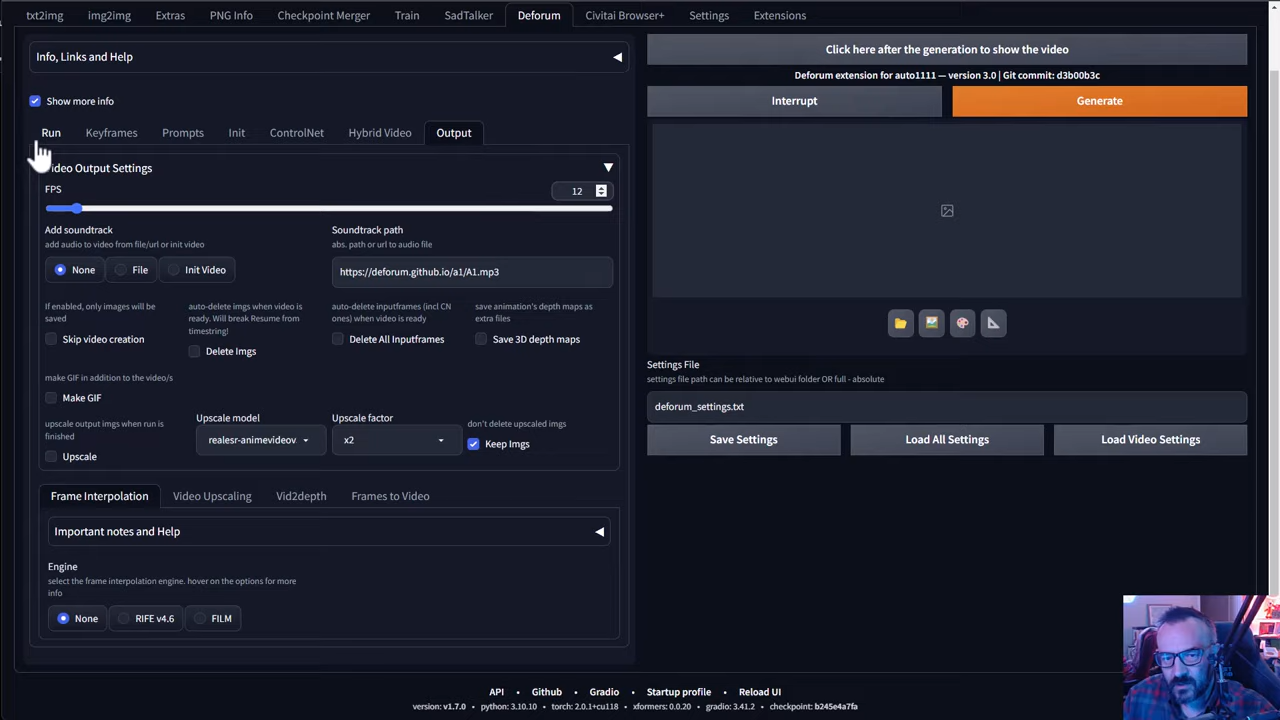 txt2img img2img Extras PNG Info Checkpoint Merger Train SadTalker Deforum Civitai Browser+ Settings Extensions
Info, Links and Help
Show more info
Run Keyframes Prompts Init ControlNet Hybrid Video Output
ideo Output Settings
FPS
12
Add soundtrack
add audio to video from file/url or init video
None File Init Video
Soundtrack path
abs. path or url to audio file
https://deforum.github.io/a1/A1.mp3
If enabled, only images will be
saved
Skip video creation
auto-delete imgs when video is
ready. Will break Resume from
timestring!
Delete Imgs
auto-delete inputframes (incl CN
ones) when video is ready
Delete All Inputframes
save animation's depth maps as
extra files
Save 3D depth maps
make GIF in addition to the video/s
Make GIF
upscale output imgs when run is
finished
Upscale
Upscale model
realesr-animevideov
Upscale factor
x2
don't delete upscaled imgs
Keep Imgs
Frame Interpolation Video Upscaling Vid2depth Frames to Video
Important notes and Help
Engine
select the frame interpolation engine. hover on the options for more
info
None RIFE v4.6 FILM
Click here after the generation to show the video
Deforum extension for auto1111 — version 3.0 | Git commit: d3b00b3c
Interrupt Generate
Settings File
settings file path can be relative to webui folder OR full - absolute
deforum_settings.txt
Save Settings Load All Settings Load Video Settings
API • Github • Gradio • Startup profile • Reload UI
version: v1.7.0 • python: 3.10.10 • torch: 2.0.1+cu118 • xformers: 0.0.20 • gradio: 3.41.2 • checkpoint: b245e4a7fa